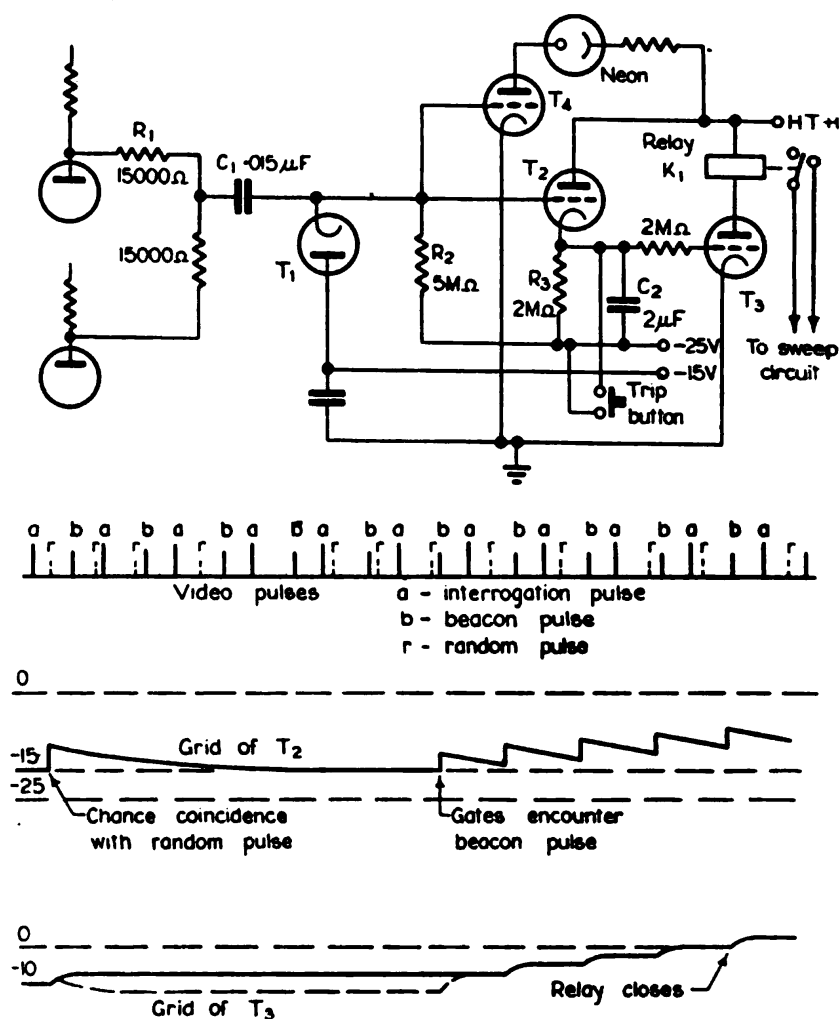 Neon
T4
HT+
R1
15000Ω
C1 ·015μF
15000Ω
T1
R2
5MΩ
T2
Relay
K1
2MΩ
T3
R3
2MΩ
C2
2μF
-25V
-15V
To sweep
circuit
Trip
button
a r b r a r b a r b a b a r b r a r b a b a r b a r b a r
Video pulses
a - interrogation pulse
b - beacon pulse
r - random pulse
0
-15
-25
Grid of T2
Chance coincidence
with random pulse
Gates encounter
beacon pulse
0
-10
Grid of T3
Relay closes